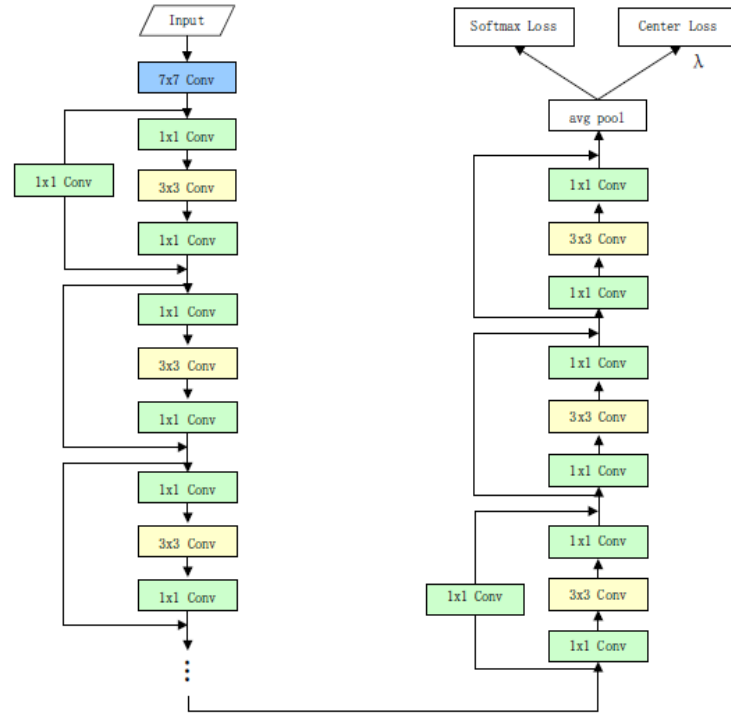 Input
7x7 Conv
1x1 Conv
1x1 Conv
3x3 Conv
1x1 Conv
1x1 Conv
3x3 Conv
1x1 Conv
1x1 Conv
3x3 Conv
1x1 Conv
Softmax Loss
Center Loss
λ
avg pool
1x1 Conv
3x3 Conv
1x1 Conv
1x1 Conv
3x3 Conv
1x1 Conv
1x1 Conv
1x1 Conv
3x3 Conv
1x1 Conv